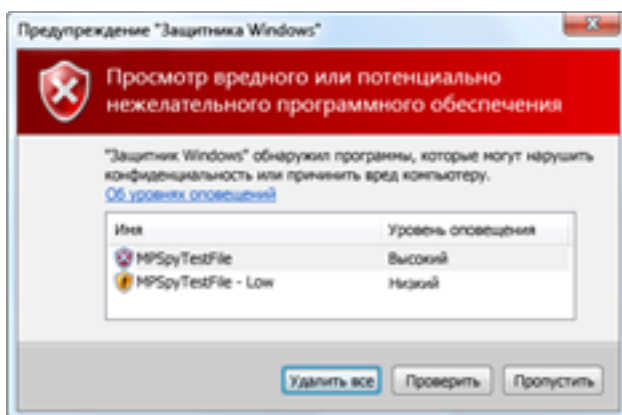 Предупреждение "Защитника Windows"
Просмотр вредного или потенциально
нежелательного программного обеспечения
"Защитник Windows" обнаружил программы, которые могут нарушить
конфиденциальность или причинить вред компьютеру.
Об уровнях оповещений
Имя Уровень оповещения
MPSpyTestFile Высокий
MPSpyTestFile - Low Низкий
Удалить все Проверить Пропустить